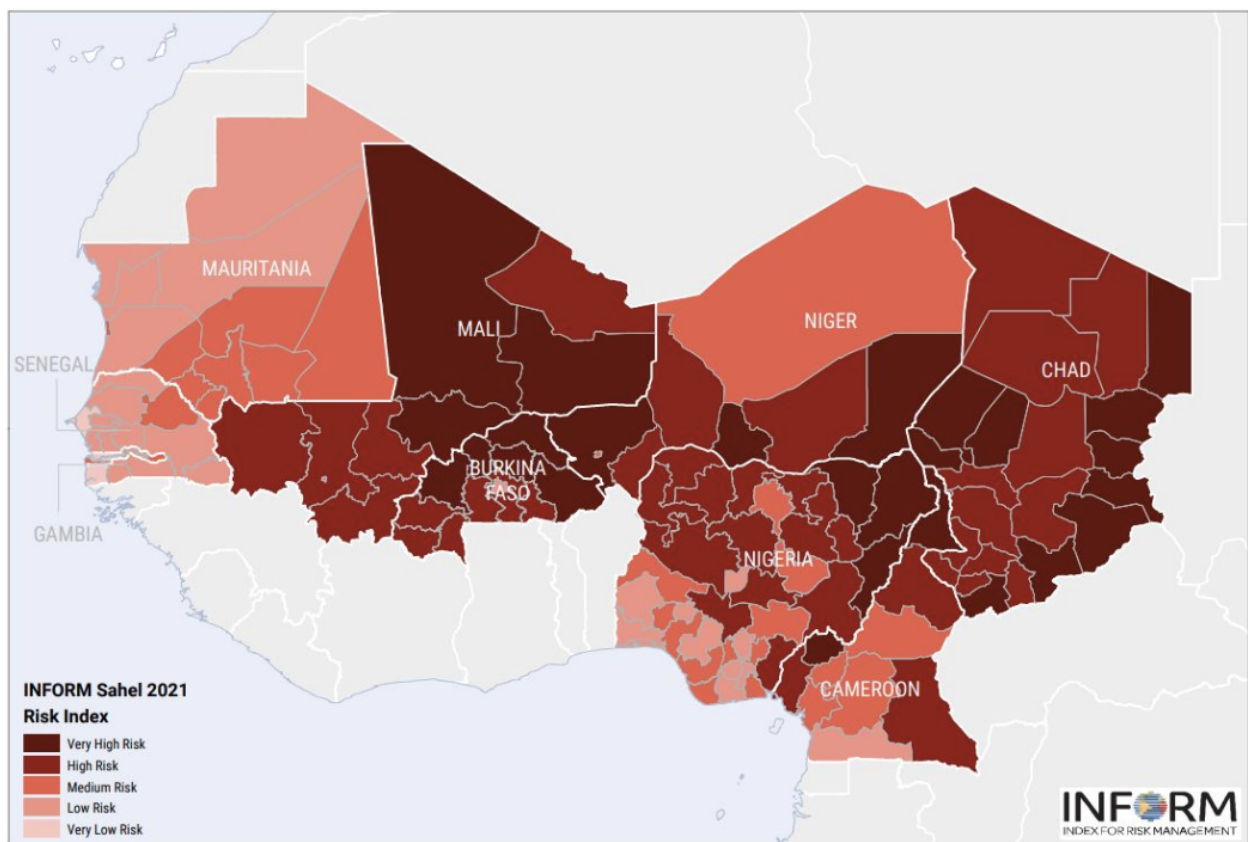 MAURITANIA
MALI
NIGER
CHAD
SENEGAL
BURKINA
FASO
GAMBIA
NIGERIA
CAMEROON
INFORM Sahel 2021
Risk Index
Very High Risk
High Risk
Medium Risk
Low Risk
Very Low Risk
INFORM
INDEX FOR RISK MANAGEMENT